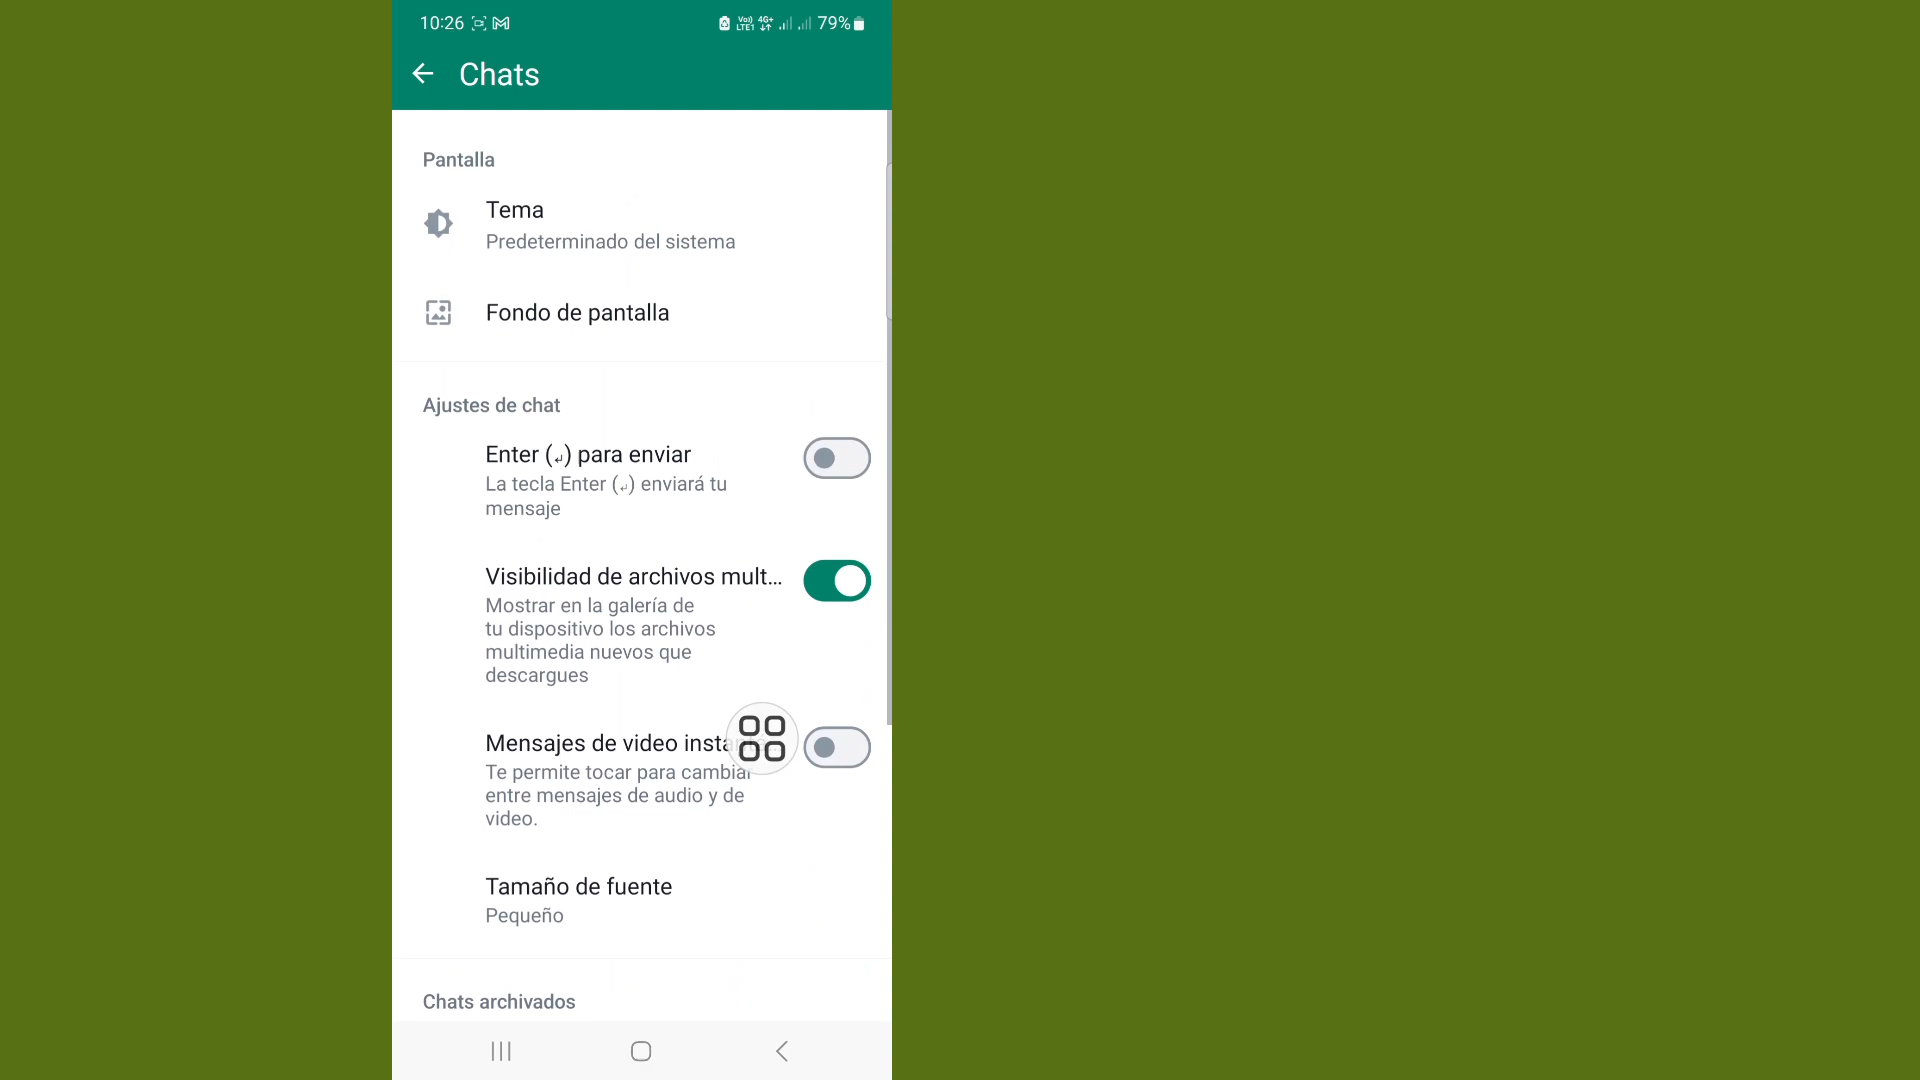 10:26
Vo)) LTE1 4G+ 79%
Chats
Pantalla
Tema
Predeterminado del sistema
Fondo de pantalla
Ajustes de chat
Enter (↲) para enviar
La tecla Enter (↲) enviará tu
mensaje
Visibilidad de archivos mult...
Mostrar en la galería de
tu dispositivo los archivos
multimedia nuevos que
descargues
Mensajes de video
Te permite tocar para cambiar
entre mensajes de audio y de
video.
Tamaño de fuente
Pequeño
Chats archivados